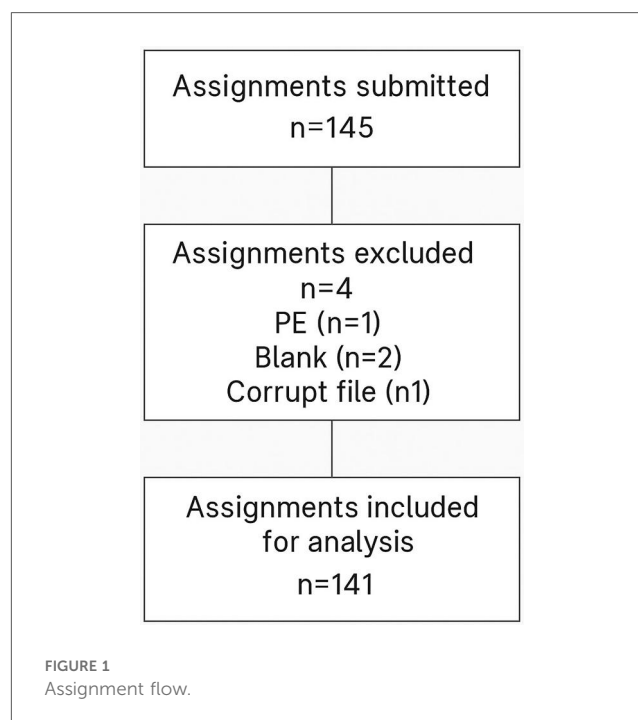 Assignments submitted
n=145
Assignments excluded
n=4
PE (n=1)
Blank (n=2)
Corrupt file (n1)
Assignments included
for analysis
n=141
FIGURE 1
Assignment flow.